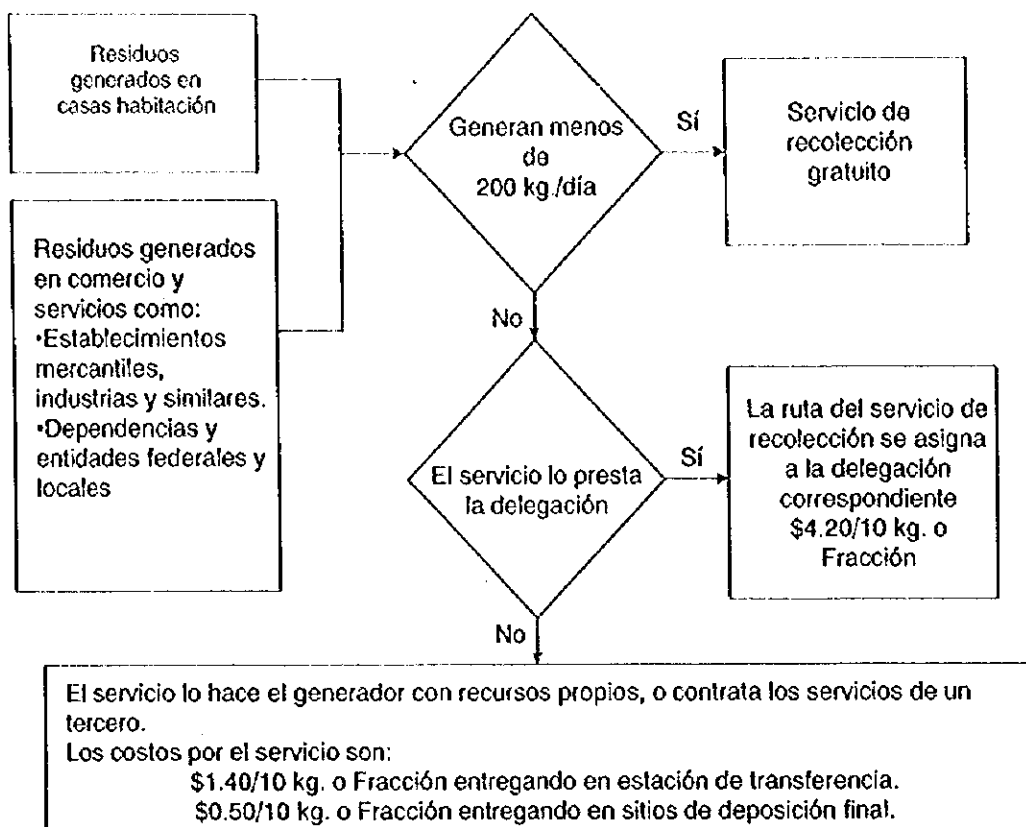 Residuos
generados en
casas habitación
Generan menos
de
200 kg./día
Sí
Servicio de
recolección
gratuito
Residuos generados
en comercio y
servicios como:
•Establecimientos
mercantiles,
industrias y similares.
•Dependencias y
entidades federales y
locales
No
El servicio lo presta
la delegación
Sí
La ruta del servicio de
recolección se asigna
a la delegación
correspondiente
$4.20/10 kg. o
Fracción
No
El servicio lo hace el generador con recursos propios, o contrata los servicios de un
tercero.
Los costos por el servicio son:
$1.40/10 kg. o Fracción entregando en estación de transferencia.
$0.50/10 kg. o Fracción entregando en sitios de deposición final.